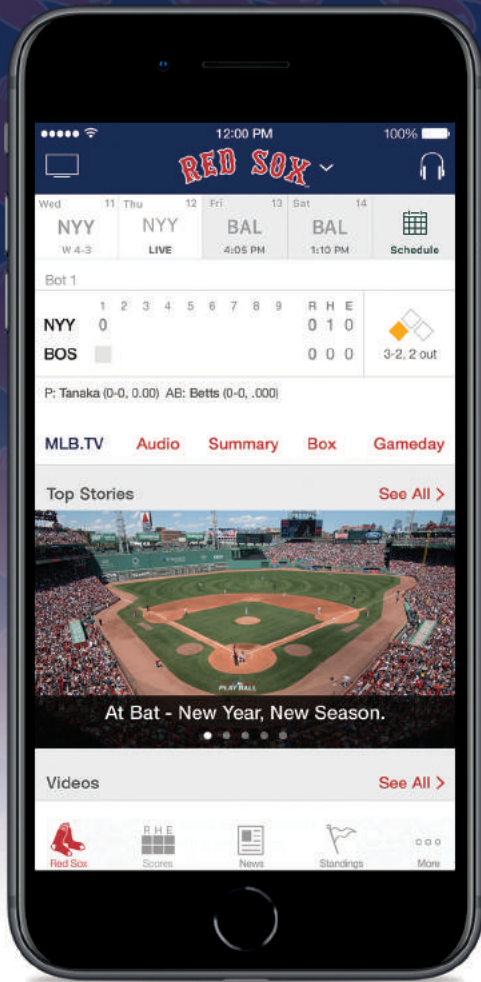 12:00 PM 100%
RED SOX
Wed 11 Thu 12 Fri 13 Sat 14
NYY NYY BAL BAL
W 4-3 LIVE 4:05 PM 1:10 PM Schedule
Bot 1
1 2 3 4 5 6 7 8 9 R H E
NYY 0 0 1 0
BOS 0 0 0 3-2, 2 out
P: Tanaka (0-0, 0.00) AB: Betts (0-0, .000)
MLB.TV Audio Summary Box Gameday
Top Stories See All >
PLAY BALL
At Bat - New Year, New Season.
Videos See All >
R H E
Red Sox Scores News Standings More